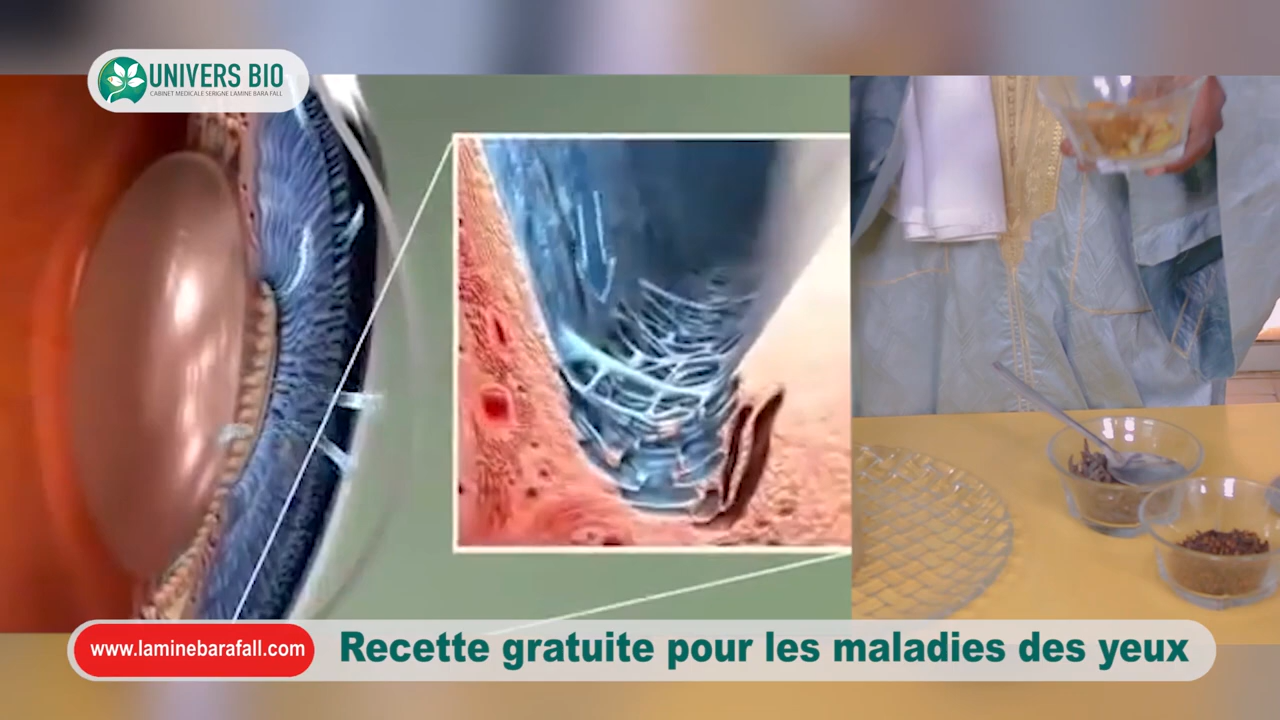 UNIVERS BIO
CABINET MEDICALE SERIGNE LAMINE BARA FALL
www.laminebarafall.com
Recette gratuite pour les maladies des yeux